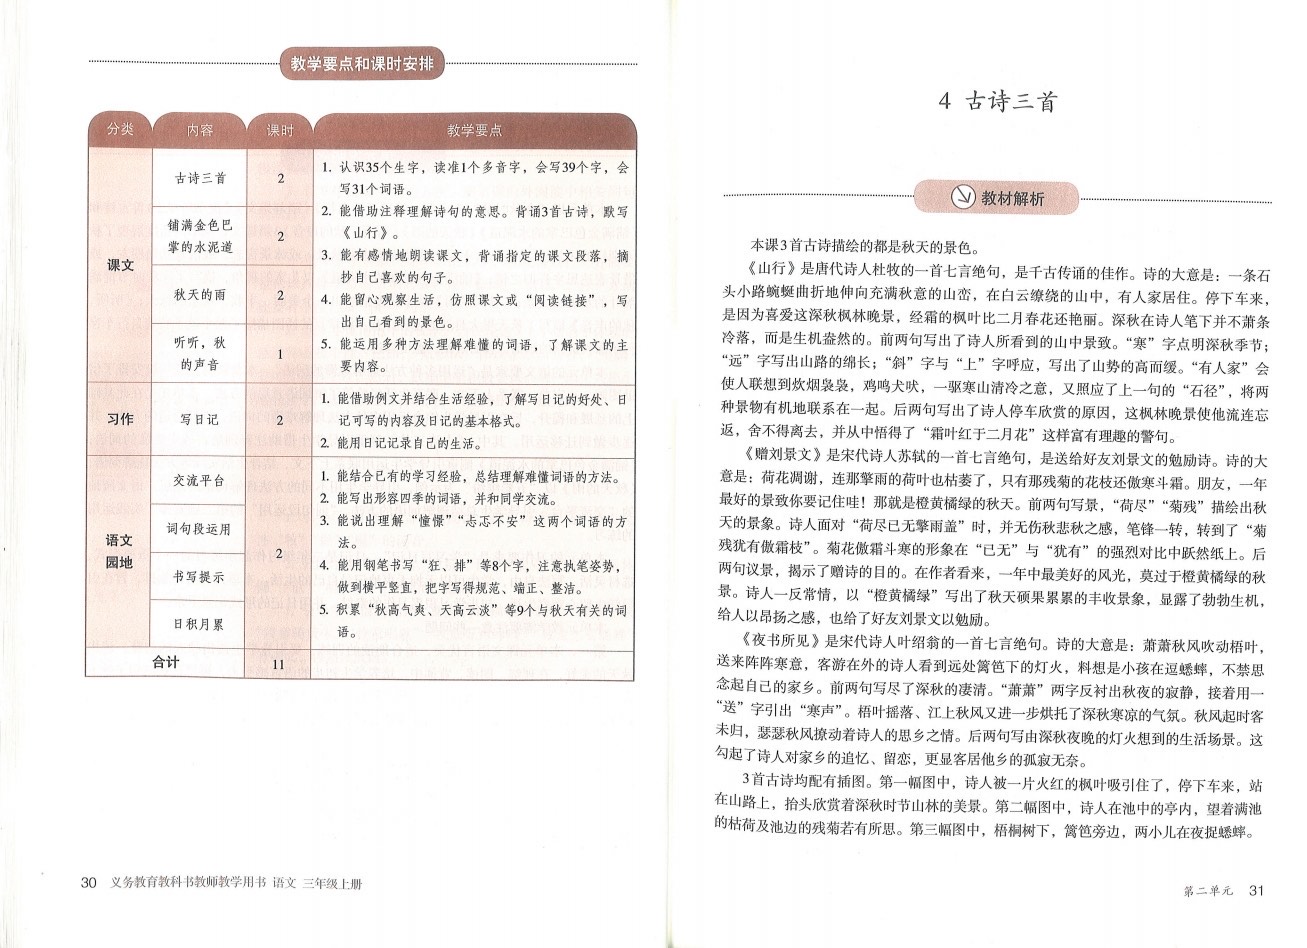 教学要点和课时安排
分类 内容 课时 教学要点
课文
古诗三首 2
铺满金色巴
掌的水泥道
2
秋天的雨 2
听听，秋
的声音
1
1. 认识35个生字，读准1个多音字，会写39个字，会
写31个词语。
2. 能借助注释理解诗句的意思。背诵3首古诗，默写
《山行》。
3. 能有感情地朗读课文，背诵指定的课文段落，摘
抄自己喜欢的句子。
4. 能留心观察生活，仿照课文或“阅读链接”，写
出自己看到的景色。
5. 能运用多种方法理解难懂的词语，了解课文的主
要内容。
习作 写日记 2
1. 能借助例文并结合生活经验，了解写日记的好处、日
记可写的内容及日记的基本格式。
2. 能用日记记录自己的生活。
语文
园地
交流平台
词句段运用
书写提示
日积月累
2
1. 能结合已有的学习经验，总结理解难懂词语的方法。
2. 能写出形容四季的词语，并和同学交流。
3. 能说出理解“憧憬”“忐忑不安”这两个词语的方
法。
4. 能用钢笔书写“狂、排”等8个字，注意执笔姿势，
做到横平竖直，把字写得规范、端正、整洁。
5. 积累“秋高气爽、天高云淡”等9个与秋天有关的词
语。
合计 11
30 义务教育教科书教师教学用书 语文 三年级上册
4 古诗三首
教材解析
本课3首古诗描绘的都是秋天的景色。
《山行》是唐代诗人杜牧的一首七言绝句，是千古传诵的佳作。诗的大意是：一条石
头小路蜿蜒曲折地伸向充满秋意的山峦，在白云缭绕的山中，有人家居住。停下车来，
是因为喜爱这深秋枫林晚景，经霜的枫叶比二月春花还艳丽。深秋在诗人笔下并不萧条
冷落，而是生机盎然的。前两句写出了诗人所看到的山中景致。“寒”字点明深秋季节；
“远”字写出山路的绵长；“斜”字与“上”字呼应，写出了山势的高而缓。“有人家”会
使人联想到炊烟袅袅，鸡鸣犬吠，一驱寒山清冷之意，又照应了上一句的“石径”，将两
种景物有机地联系在一起。后两句写出了诗人停车欣赏的原因，这枫林晚景使他流连忘
返，舍不得离去，并从中悟得了“霜叶红于二月花”这样富有理趣的警句。
《赠刘景文》是宋代诗人苏轼的一首七言绝句，是送给好友刘景文的勉励诗。诗的大
意是：荷花凋谢，连那擎雨的荷叶也枯萎了，只有那残菊的花枝还傲寒斗霜。朋友，一年
最好的景致你要记住哇！那就是橙黄橘绿的秋天。前两句写景，“荷尽”“菊残”描绘出秋
天的景象。诗人面对“荷尽已无擎雨盖”时，并无伤秋悲秋之感，笔锋一转，转到了“菊
残犹有傲霜枝”。菊花傲霜斗寒的形象在“已无”与“犹有”的强烈对比中跃然纸上。后
两句议景，揭示了赠诗的目的。在作者看来，一年中最美好的风光，莫过于橙黄橘绿的秋
景。诗人一反常情，以“橙黄橘绿”写出了秋天硕果累累的丰收景象，显露了勃勃生机，
给人以昂扬之感，也给了好友刘景文以勉励。
《夜书所见》是宋代诗人叶绍翁的一首七言绝句。诗的大意是：萧萧秋风吹动梧叶，
送来阵阵寒意，客游在外的诗人看到远处篱笆下的灯火，料想是小孩在逗蟋蟀，不禁思
念起自己的家乡。前两句写尽了深秋的凄清。“萧萧”两字反衬出秋夜的寂静，接着用一
“送”字引出“寒声”。梧叶摇落、江上秋风又进一步烘托了深秋寒凉的气氛。秋风起时客
未归，瑟瑟秋风撩动着诗人的思乡之情。后两句写由深秋夜晚的灯火想到的生活场景。这
勾起了诗人对家乡的追忆、留恋，更显客居他乡的孤寂无奈。
3首古诗均配有插图。第一幅图中，诗人被一片火红的枫叶吸引住了，停下车来，站
在山路上，抬头欣赏着深秋时节山林的美景。第二幅图中，诗人在池中的亭内，望着满池
的枯荷及池边的残菊若有所思。第三幅图中，梧桐树下，篱笆旁边，两小儿在夜捉蟋蟀。
第二单元 31